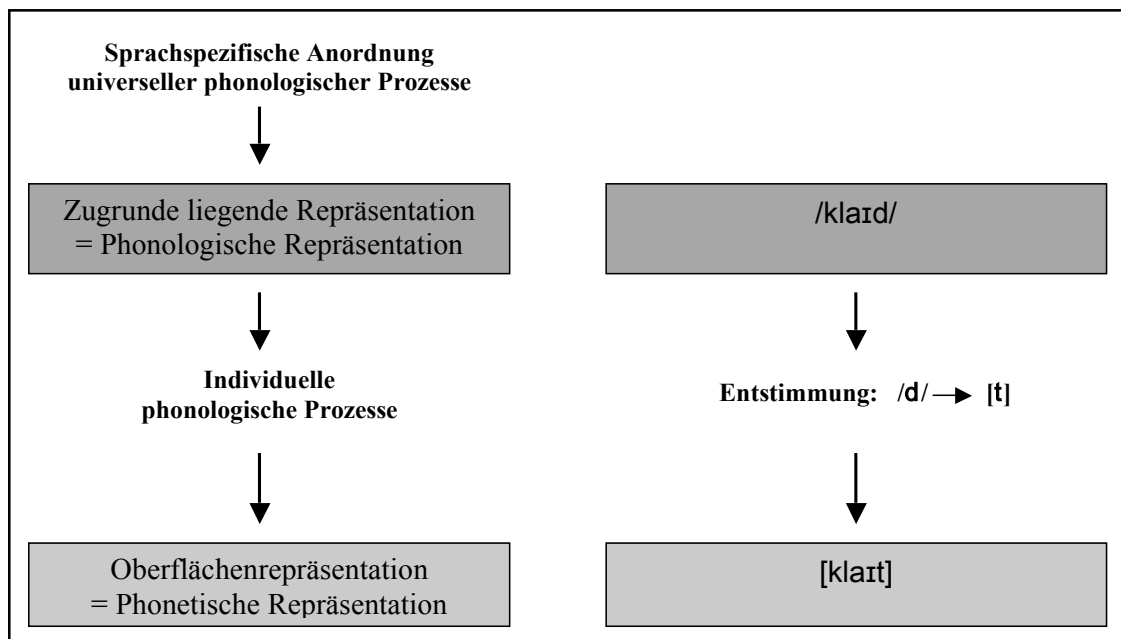 Sprachspezifische Anordnung
universeller phonologischer Prozesse
Zugrunde liegende Repräsentation
= Phonologische Repräsentation
/klaɪd/
Individuelle
phonologische Prozesse
Entstimmung: /d/ → [t]
Oberflächenrepräsentation
= Phonetische Repräsentation
[klaɪt]